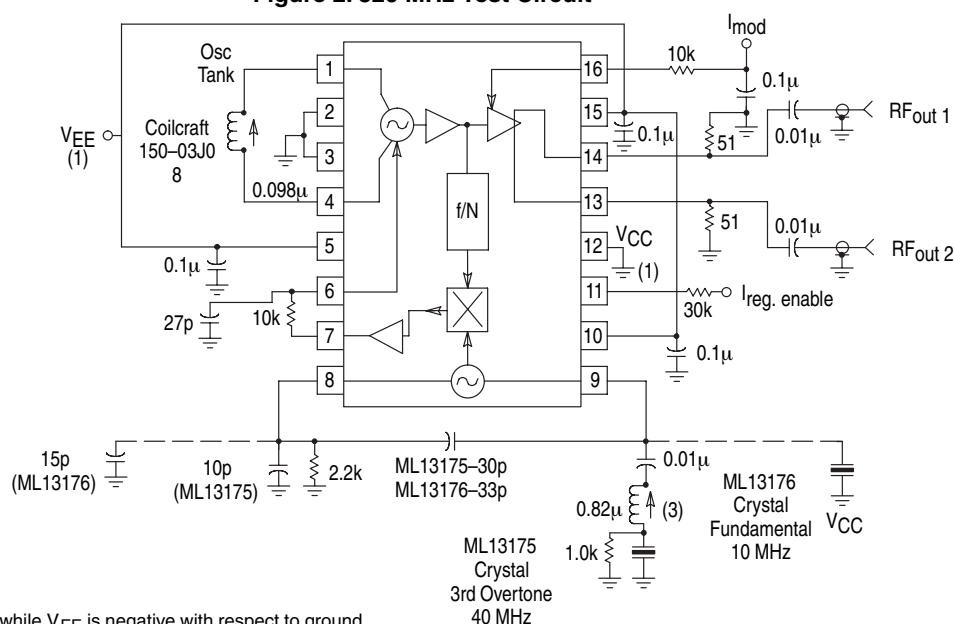 Figure 2. 320 MHz Test Circuit
Osc
Tank
VEE
(1)
Coilcraft
150–03J0
8
0.098µ
0.1µ
27p
10k
1
2
3
4
5
6
7
8
f/N
16
15
14
13
12
11
10
9
10k
Imod
0.1µ
0.1µ
51
0.01µ
RFout 1
51
0.01µ
RFout 2
VCC
(1)
30k
Ireg. enable
0.1µ
15p
(ML13176)
10p
(ML13175)
2.2k
ML13175–30p
ML13176–33p
0.01µ
0.82µ
(3)
1.0k
ML13175
Crystal
3rd Overtone
40 MHz
ML13176
Crystal
Fundamental
10 MHz
VCC
while VEE is negative with respect to ground